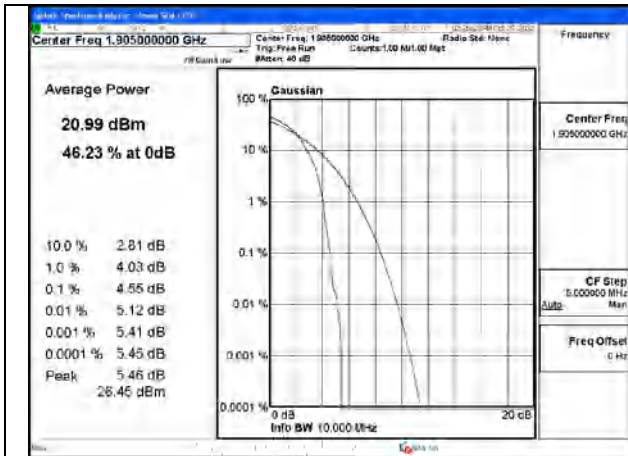 Center Freq 1.905000000 GHz
Center Freq: 1.905000000 GHz
Radio Std: None
Trig: Free Run
Counts:1.00 M/1.00 Mpt
#Atten: 40 dB
Frequency
Average Power
20.99 dBm
46.23 % at 0dB
10.0 % 2.81 dB
1.0 % 4.03 dB
0.1 % 4.55 dB
0.01 % 5.12 dB
0.001 % 5.41 dB
0.0001 % 5.45 dB
Peak 5.46 dB
26.45 dBm
Gaussian
100 %
10 %
1 %
0.1 %
0.01 %
0.001 %
0.0001 %
0 dB
20 dB
Info BW 10.000 MHz
Center Freq
1.905000000 GHz
CF Step
5.000000 MHz
Auto Man
Freq Offset
0 Hz